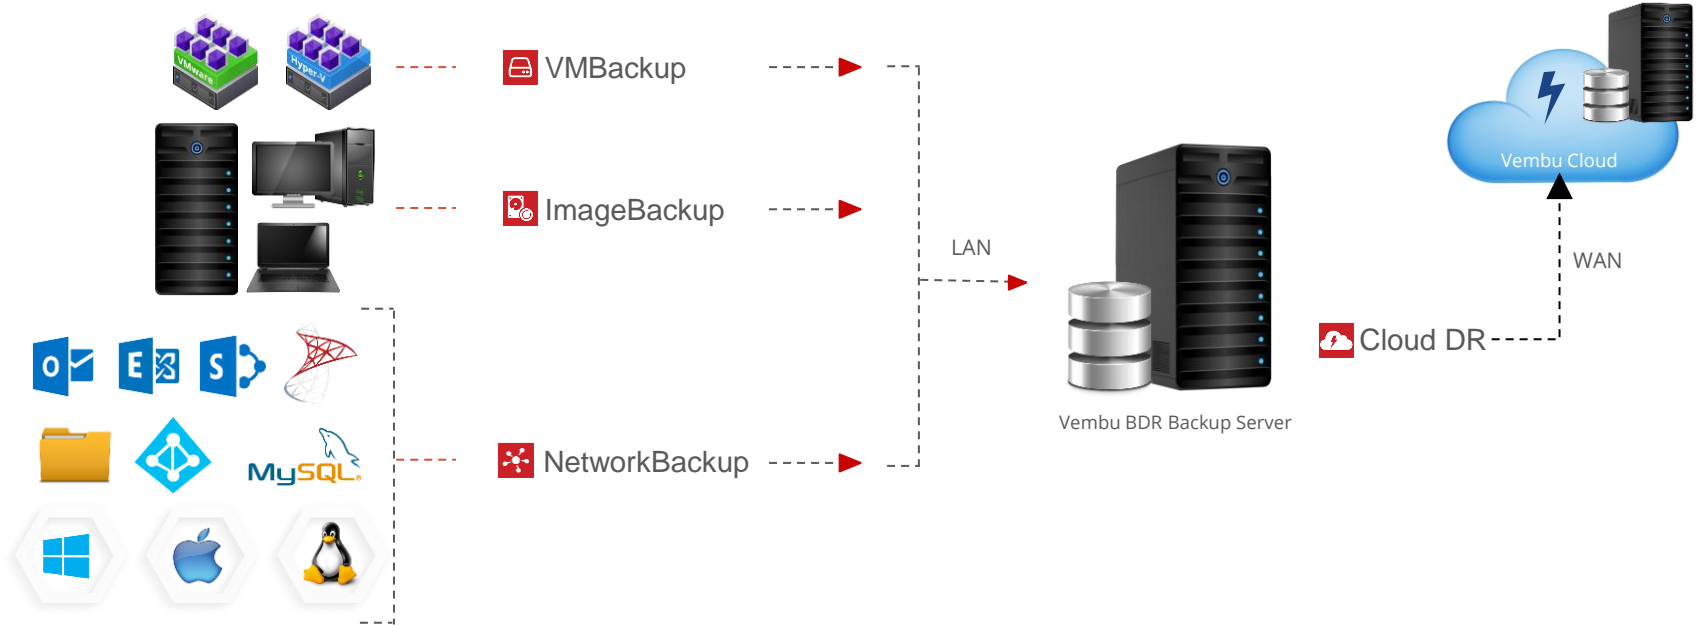 VMware
Hyper-V
VMBackup
ImageBackup
LAN
Vembu Cloud
WAN
Cloud DR
Vembu BDR Backup Server
O
E
S
MySQL®
NetworkBackup